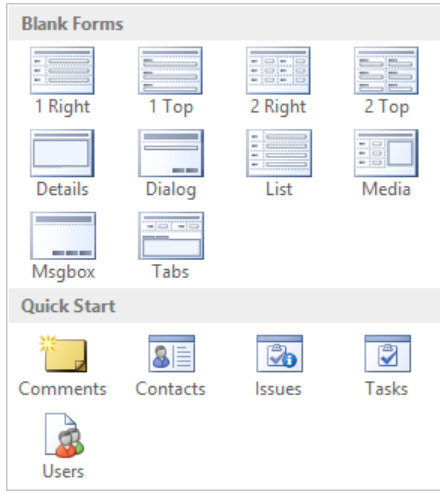 Blank Forms
1 Right 1 Top 2 Right 2 Top
Details Dialog List Media
Msgbox Tabs
Quick Start
Comments Contacts Issues Tasks
Users